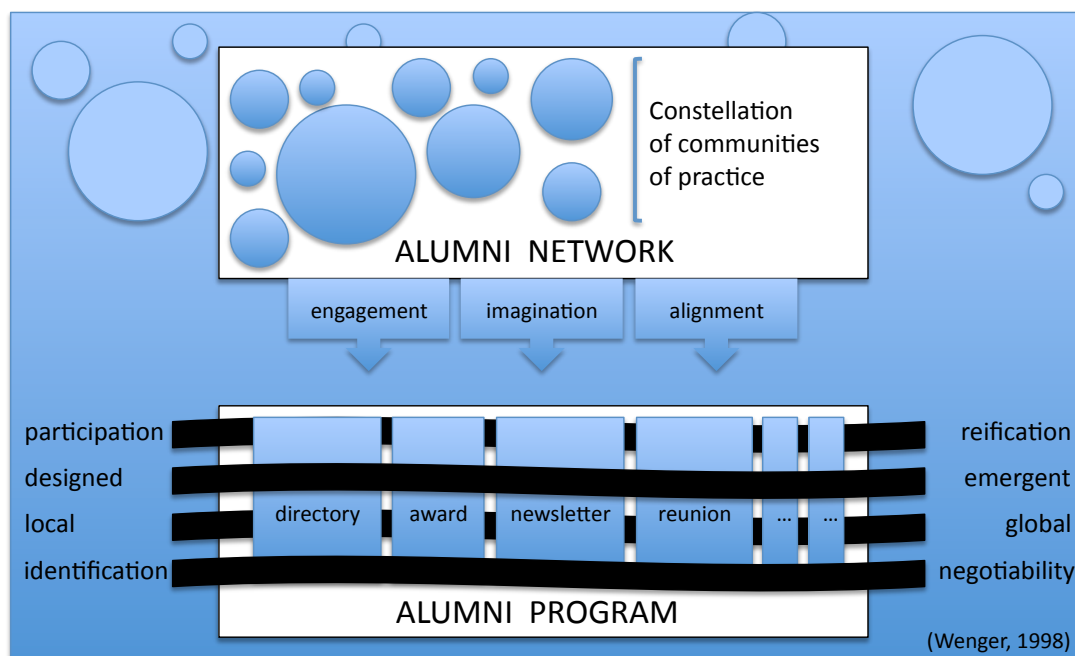 Constellation
of communities
of practice
ALUMNI NETWORK
engagement
imagination
alignment
participation
reification
designed
emergent
local
directory
award
newsletter
reunion
...
...
global
identification
negotiability
ALUMNI PROGRAM
(Wenger, 1998)